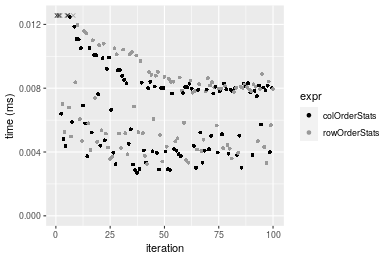 0.012
0.008
0.004
0.000
time (ms)
0
25
50
75
100
iteration
expr
colOrderStats
rowOrderStats